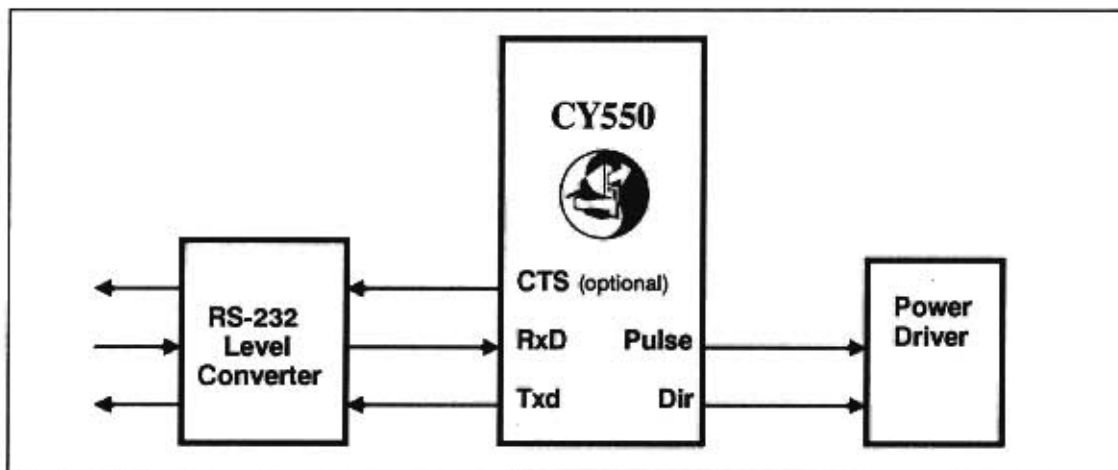 CY550
CTS (optional)
RxD Pulse
Txd Dir
RS-232
Level
Converter
Power
Driver